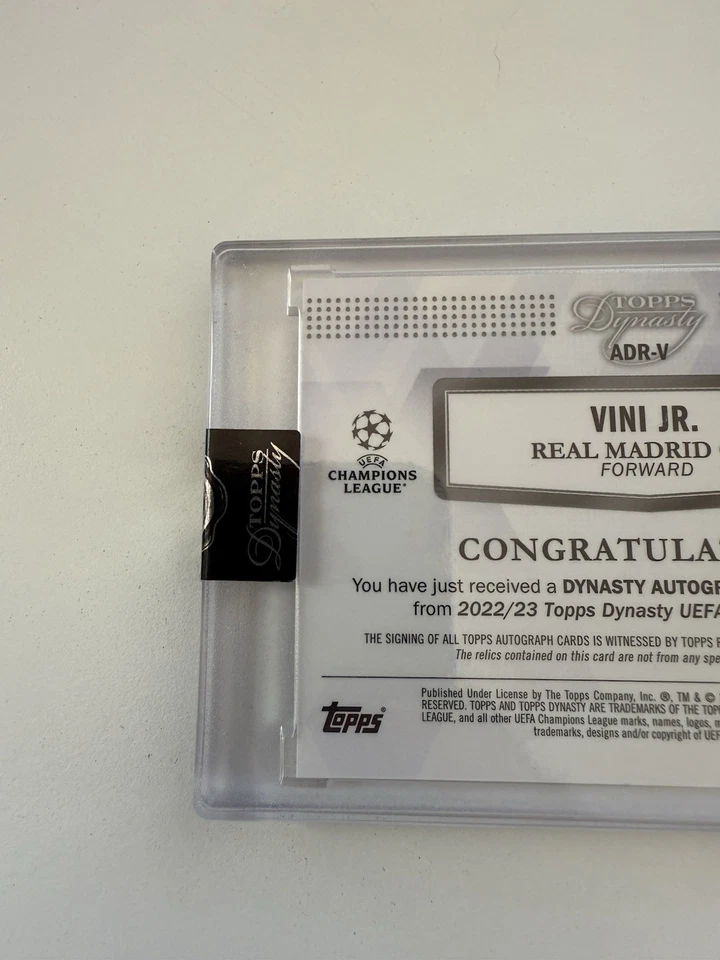 TOPPS
Dynasty
ADR-V
VINI JR.
REAL MADRID
FORWARD
UEFA
CHAMPIONS
LEAGUE
TOPPS
Dynasty
CONGRATULA
You have just received a DYNASTY AUTOG
from 2022/23 Topps Dynasty UEFA
THE SIGNING OF ALL TOPPS AUTOGRAPH CARDS IS WITNESSED BY TOPPS
The relics contained on this card are not from any spe
topps®
Published Under License by The Topps Company, Inc. ®, TM & ©
RESERVED. TOPPS AND TOPPS DYNASTY ARE TRADEMARKS OF THE TOP
LEAGUE, and all other UEFA Champions League marks, names, logos,
trademarks, designs and/or copyright of UEF